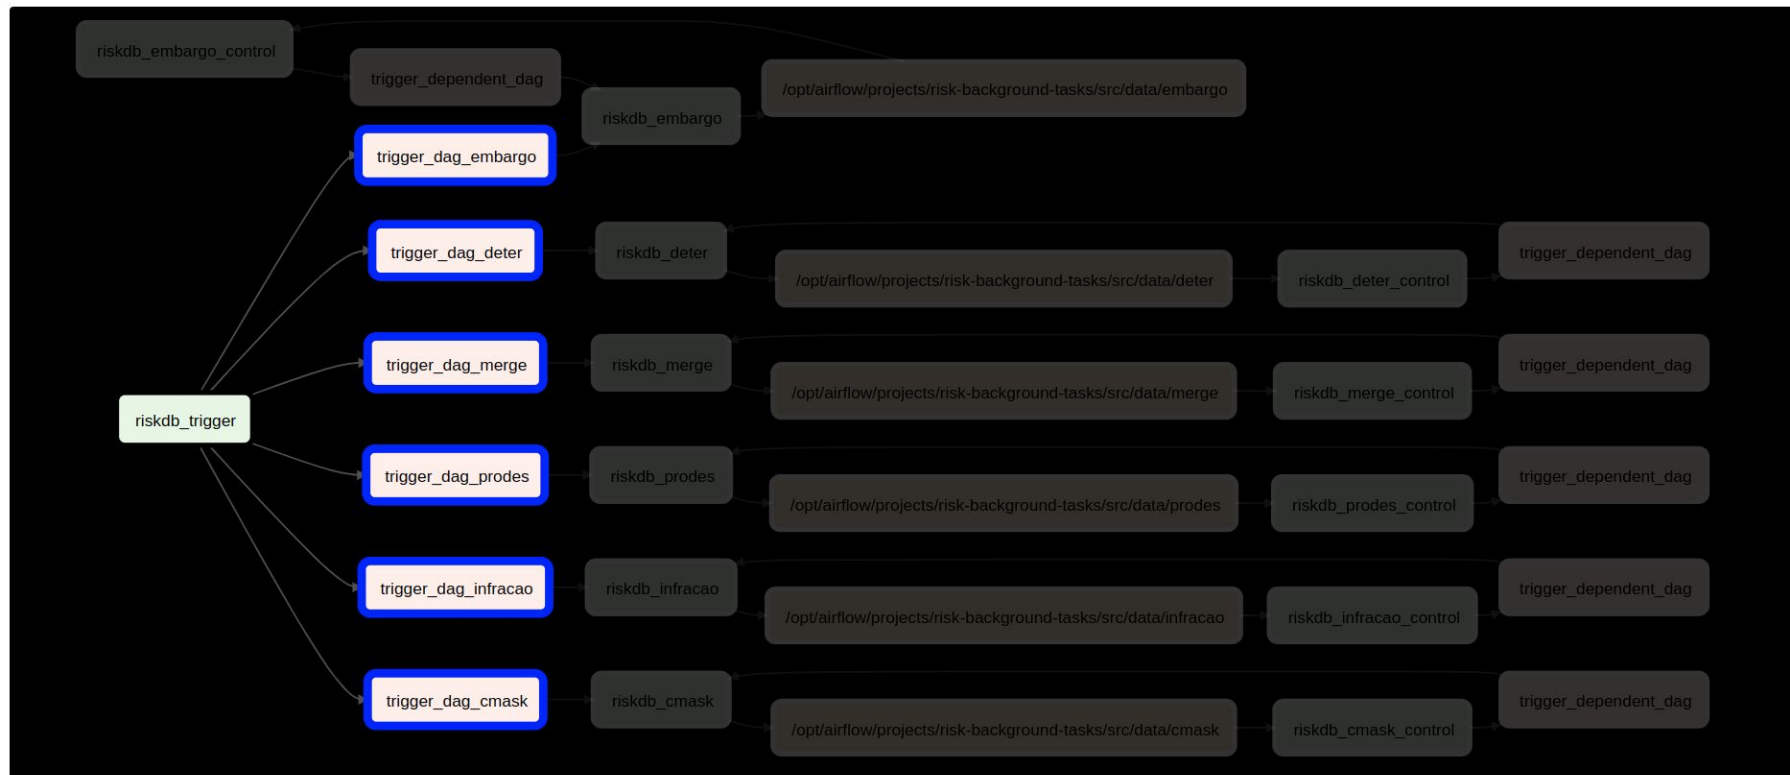 riskdb_embargo_control
trigger_dependent_dag
/opt/airflow/projects/risk-background-tasks/src/data/embargo
riskdb_embargo
trigger_dag_embargo
trigger_dag_deter
riskdb_deter
/opt/airflow/projects/risk-background-tasks/src/data/deter
riskdb_deter_control
trigger_dependent_dag
trigger_dag_merge
riskdb_merge
/opt/airflow/projects/risk-background-tasks/src/data/merge
riskdb_merge_control
trigger_dependent_dag
riskdb_trigger
trigger_dag_prodes
riskdb_prodes
/opt/airflow/projects/risk-background-tasks/src/data/prodes
riskdb_prodes_control
trigger_dependent_dag
trigger_dag_infracao
riskdb_infracao
/opt/airflow/projects/risk-background-tasks/src/data/infracao
riskdb_infracao_control
trigger_dependent_dag
trigger_dag_cmask
riskdb_cmask
/opt/airflow/projects/risk-background-tasks/src/data/cmask
riskdb_cmask_control
trigger_dependent_dag